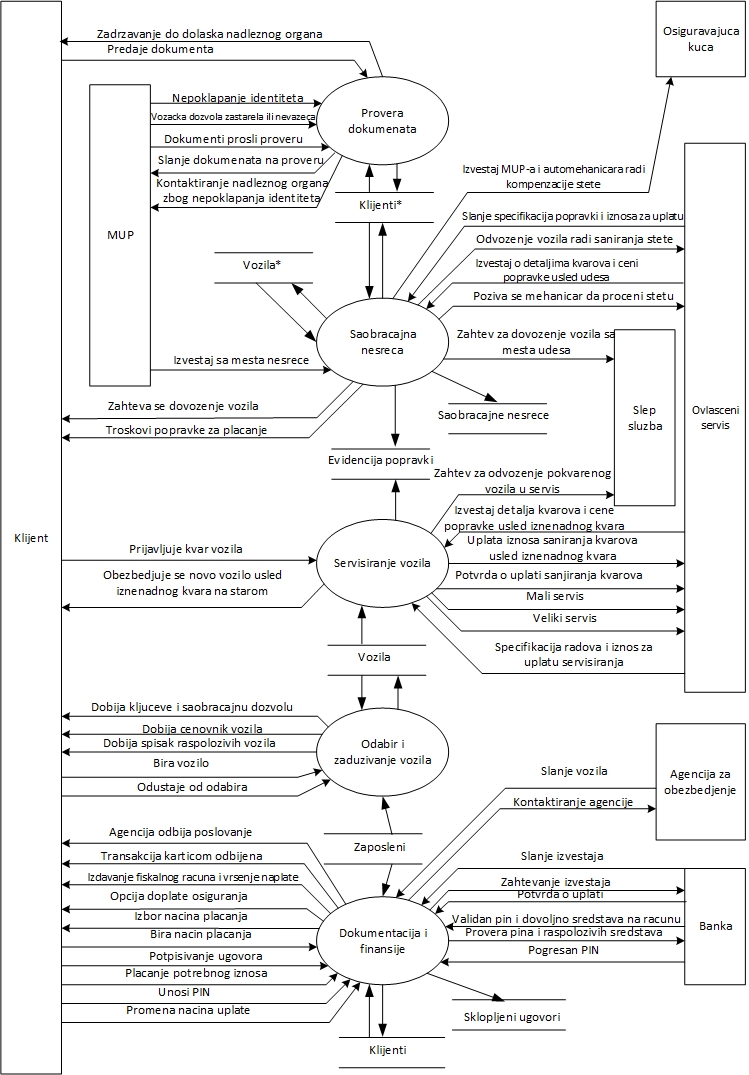 Zadrzavanje do dolaska nadleznog organa
Predaje dokumenta
Osiguravajuca
kuca
Nepoklapanje identiteta
Vozacka dozvola zastarela ili nevazeca
Dokumenti prosli proveru
Slanje dokumenata na proveru
Kontaktiranje nadleznog organa
zbog nepoklapanja identiteta
Provera
dokumenata
MUP
Klijenti*
Izvestaj MUP-a i automehanicara radi
kompenzacije stete
Slanje specifikacija popravki i iznosa za uplatu
Odvozenje vozila radi saniranja stete
Izvestaj o detaljima kvarova i ceni
popravke usled udesa
Poziva se mehanicar da proceni stetu
Vozila*
Saobracajna
nesreca
Izvestaj sa mesta nesrece
Zahtev za dovozenje vozila sa
mesta udesa
Zahteva se dovozenje vozila
Troskovi popravke za placanje
Saobracajne nesrece
Slep
sluzba
Ovlasceni
servis
Evidencija popravki
Zahtev za odvozenje pokvarenog
vozila u servis
Izvestaj detalja kvarova i cene
popravke usled iznenadnog kvara
Klijent
Prijavljuje kvar vozila
Obezbedjuje se novo vozilo usled
iznenadnog kvara na starom
Servisiranje vozila
Uplata iznosa saniranja kvarova
usled iznenadnog kvara
Potvrda o uplati sanjiranja kvarova
Mali servis
Veliki servis
Specifikacija radova i iznos za
uplatu servisiranja
Vozila
Dobija kljuceve i saobracajnu dozvolu
Dobija cenovnik vozila
Dobija spisak raspolozivih vozila
Bira vozilo
Odustaje od odabira
Odabir i
zaduzivanje vozila
Slanje vozila
Kontaktiranje agencije
Agencija za
obezbedjenje
Zaposleni
Agencija odbija poslovanje
Transakcija karticom odbijena
Izdavanje fiskalnog racuna i vrsenje naplate
Opcija doplate osiguranja
Izbor nacina placanja
Bira nacin placanja
Potpisivanje ugovora
Placanje potrebnog iznosa
Unosi PIN
Promena nacina uplate
Dokumentacija i
finansije
Slanje izvestaja
Zahtevanje izvestaja
Potvrda o uplati
Validan pin i dovoljno sredstava na racunu
Provera pina i raspolozivih sredstava
Pogresan PIN
Banka
Sklopljeni ugovori
Klijenti